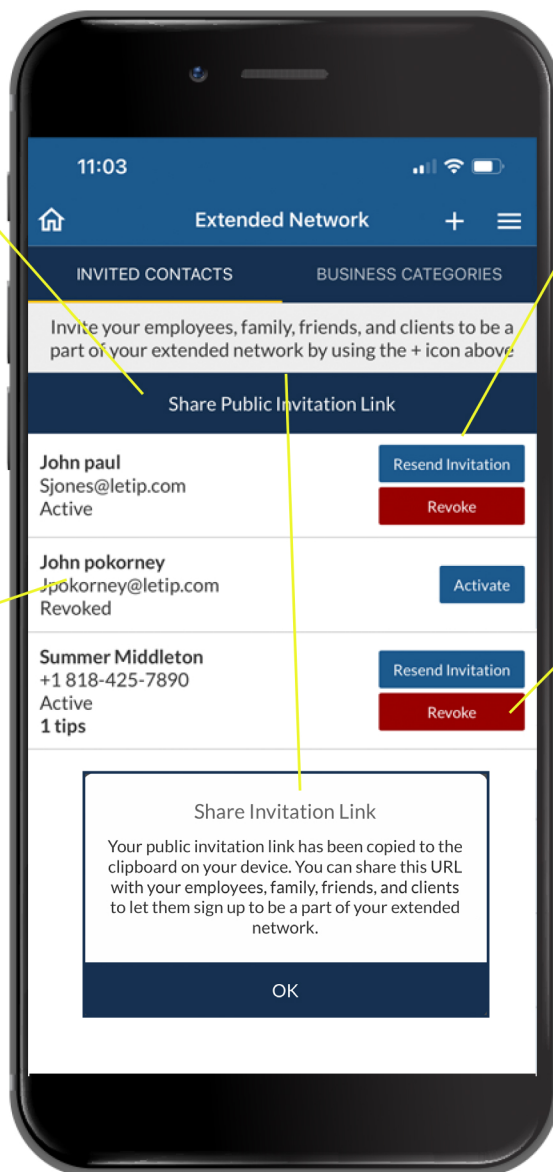 11:03
Extended Network
INVITED CONTACTS
BUSINESS CATEGORIES
Invite your employees, family, friends, and clients to be a
part of your extended network by using the + icon above
Share Public Invitation Link
John paul
Sjones@letip.com
Active
Resend Invitation
Revoke
John pokorney
Jpokorney@letip.com
Revoked
Activate
Summer Middleton
+1 818-425-7890
Active
1 tips
Resend Invitation
Revoke
Share Invitation Link
Your public invitation link has been copied to the
clipboard on your device. You can share this URL
with your employees, family, friends, and clients
to let them sign up to be a part of your extended
network.
OK